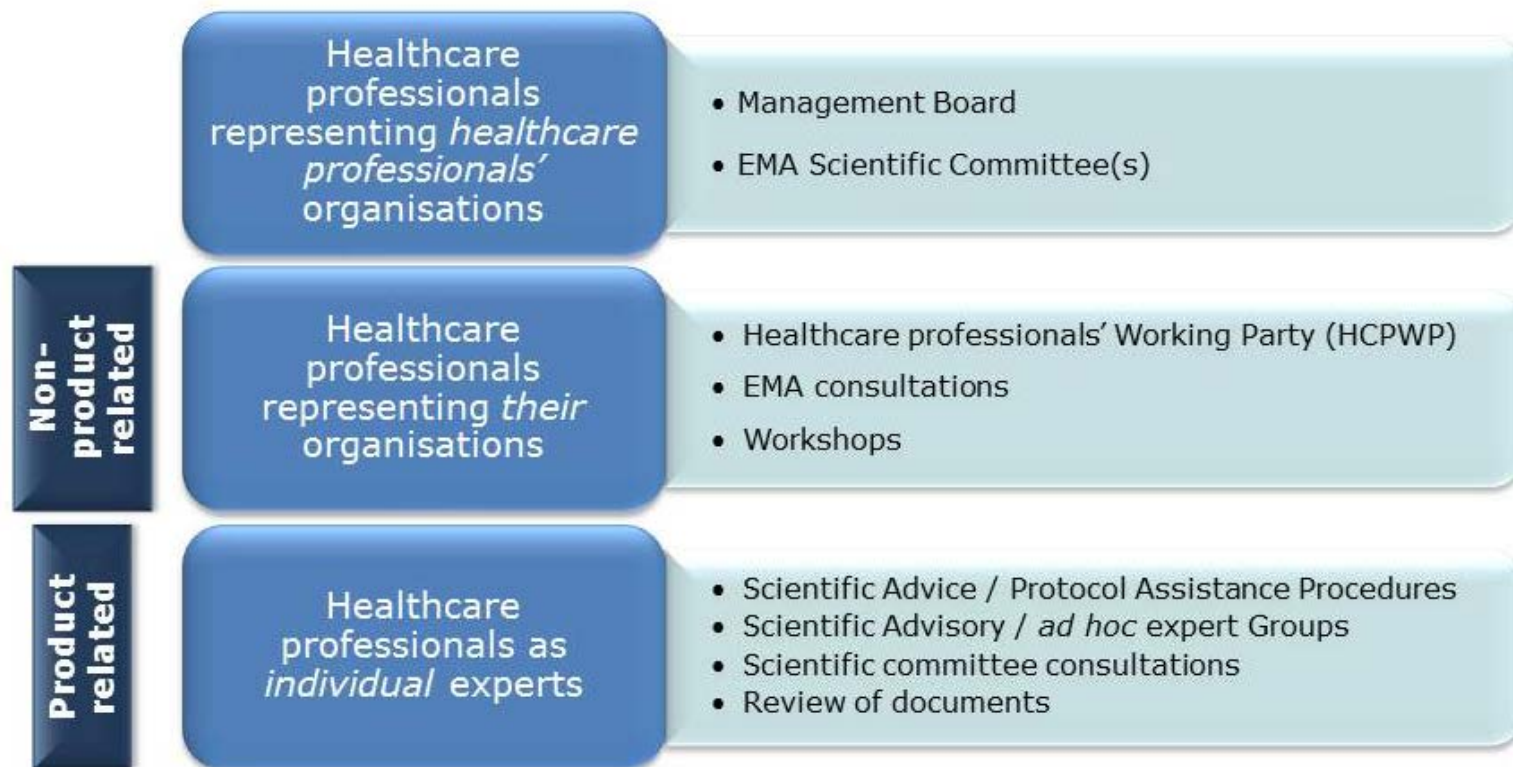 Healthcare
professionals
representing healthcare
professionals’
organisations
• Management Board
• EMA Scientific Committee(s)
Non-
product
related
Healthcare
professionals
representing their
organisations
• Healthcare professionals’ Working Party (HCPWP)
• EMA consultations
• Workshops
Product
related
Healthcare
professionals as
individual experts
• Scientific Advice / Protocol Assistance Procedures
• Scientific Advisory / ad hoc expert Groups
• Scientific committee consultations
• Review of documents